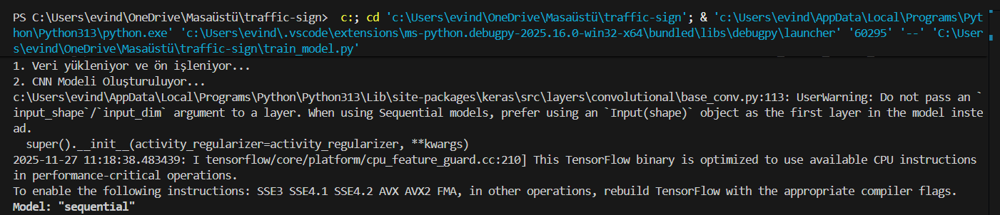 PS C:\Users\evind\OneDrive\Masaüstü\traffic-sign>  c:; cd 'c:\Users\evind\OneDrive\Masaüstü\traffic-sign'; & 'c:\Users\evind\AppData\Local\Programs\Pyt
hon\Python313\python.exe' 'c:\Users\evind\.vscode\extensions\ms-python.debugpy-2025.16.0-win32-x64\bundled\libs\debugpy\launcher' '60295' '--' 'C:\User
s\evind\OneDrive\Masaüstü\traffic-sign\train_model.py'
1. Veri yükleniyor ve ön işleniyor...
2. CNN Modeli Oluşturuluyor...
c:\Users\evind\AppData\Local\Programs\Python\Python313\Lib\site-packages\keras\src\layers\convolutional\base_conv.py:113: UserWarning: Do not pass an `
input_shape`/`input_dim` argument to a layer. When using Sequential models, prefer using an `Input(shape)` object as the first layer in the model inste
ad.
  super().__init__(activity_regularizer=activity_regularizer, **kwargs)
2025-11-27 11:18:38.483439: I tensorflow/core/platform/cpu_feature_guard.cc:210] This TensorFlow binary is optimized to use available CPU instructions
in performance-critical operations.
To enable the following instructions: SSE3 SSE4.1 SSE4.2 AVX AVX2 FMA, in other operations, rebuild TensorFlow with the appropriate compiler flags.
Model: "sequential"